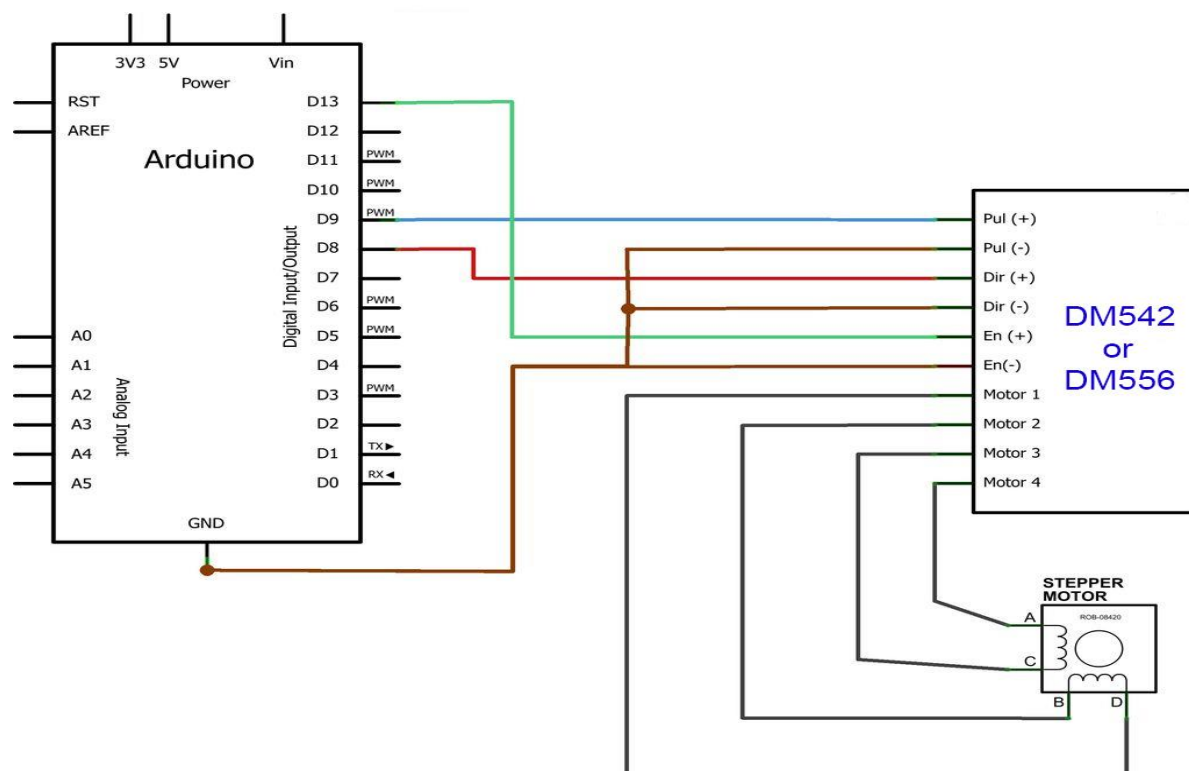 3V3 5V Vin
Power
RST
AREF
Arduino
A0
A1
A2
A3
A4
A5
Analog Input
D13
D12
D11 PWM
D10 PWM
D9 PWM
D8
D7
D6 PWM
D5 PWM
D4
D3 PWM
D2
D1 TX►
D0 RX◄
Digital Input/Output
GND
Pul (+)
Pul (-)
Dir (+)
Dir (-)
En (+)
En(-)
Motor 1
Motor 2
Motor 3
Motor 4
DM542
or
DM556
STEPPER
MOTOR
ROB-08420
A
C
B D